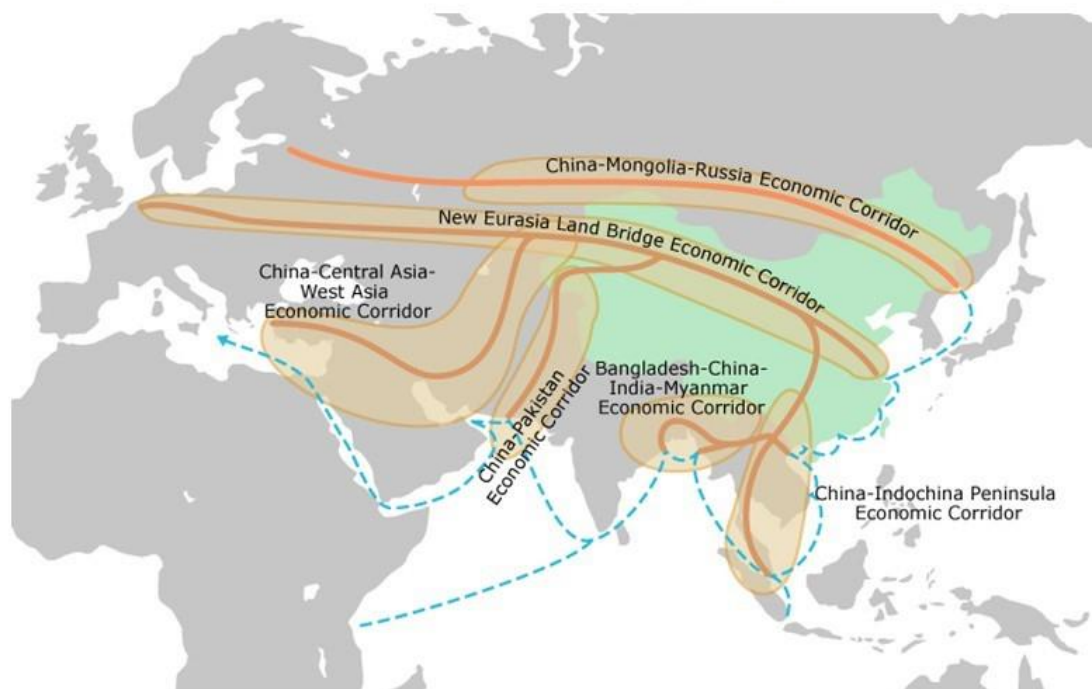 China-Mongolia-Russia Economic Corridor
New Eurasia Land Bridge Economic Corridor
China-Central Asia-
West Asia
Economic Corridor
China-Pakistan
Economic Corridor
Bangladesh-China-
India-Myanmar
Economic Corridor
China-Indochina Peninsula
Economic Corridor